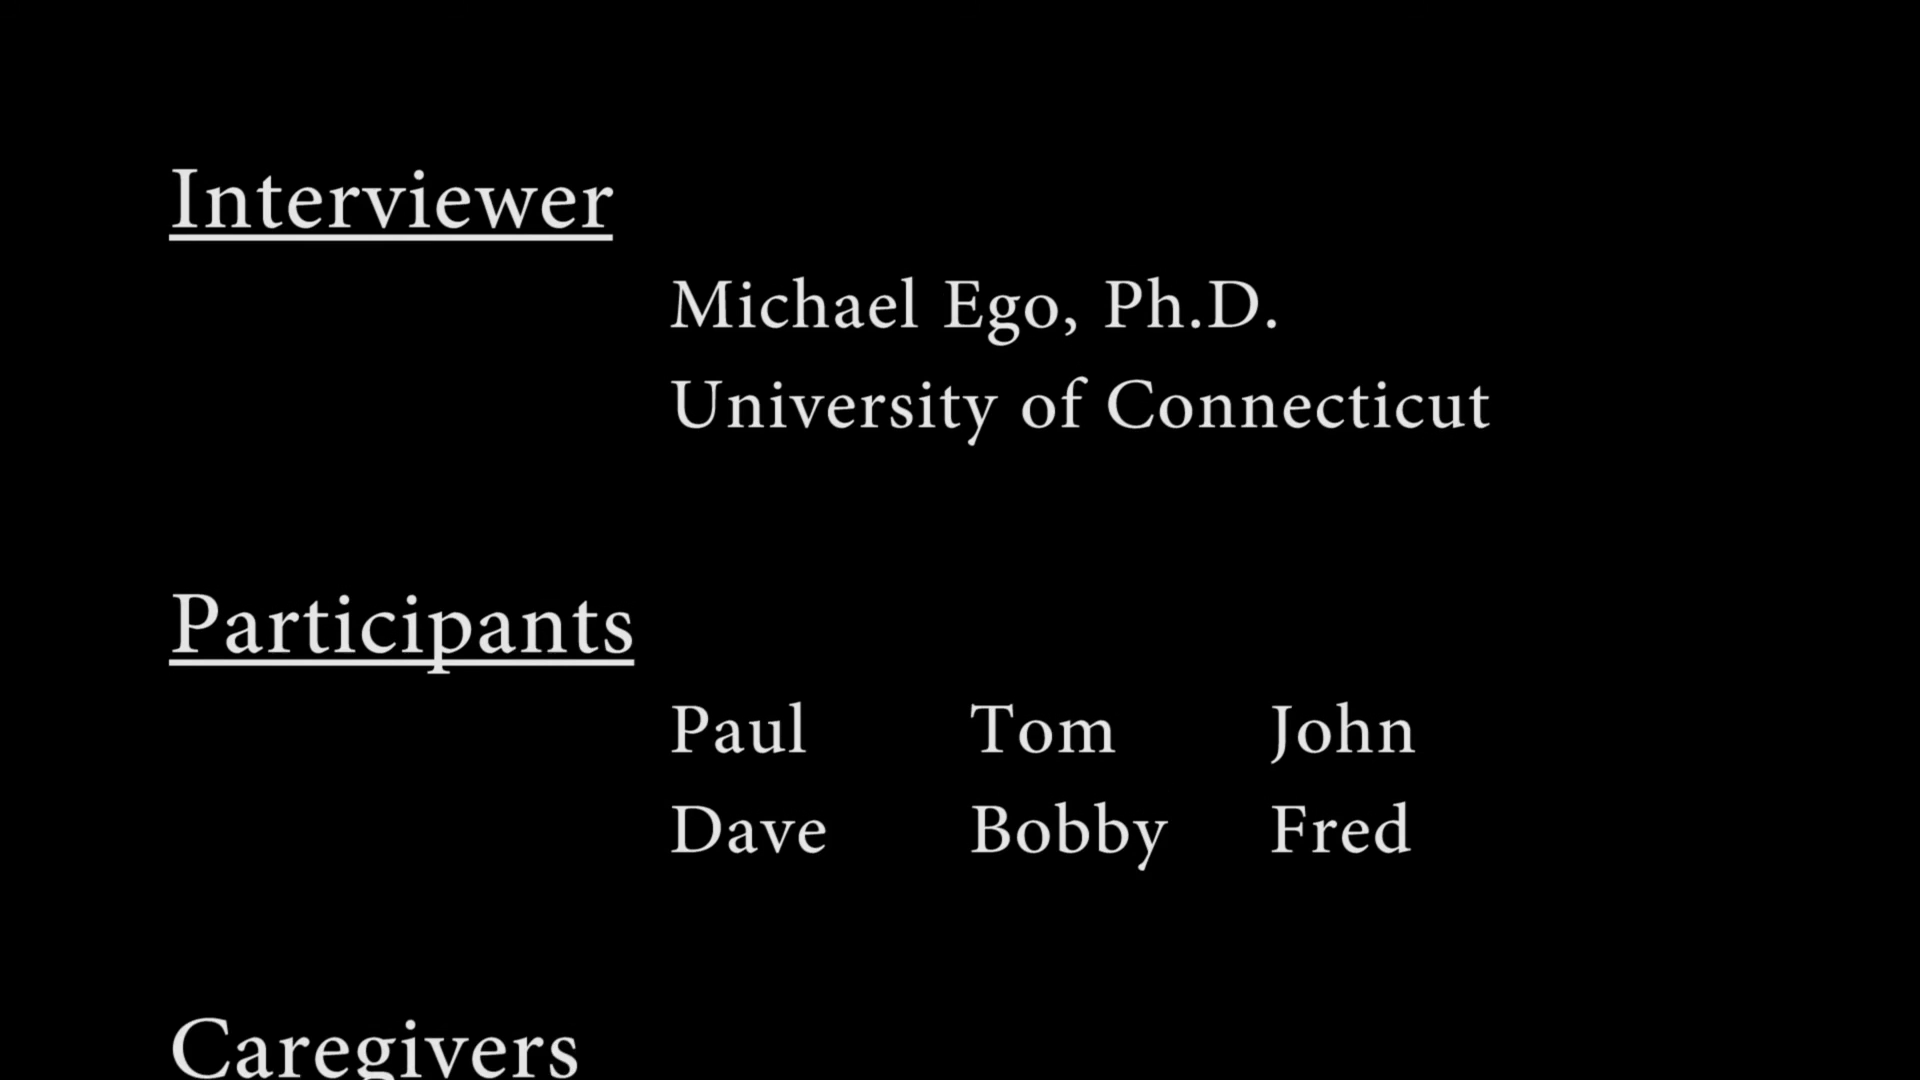 Interviewer
Michael Ego, Ph.D.
University of Connecticut
Participants
Paul Tom John
Dave Bobby Fred
Caregivers